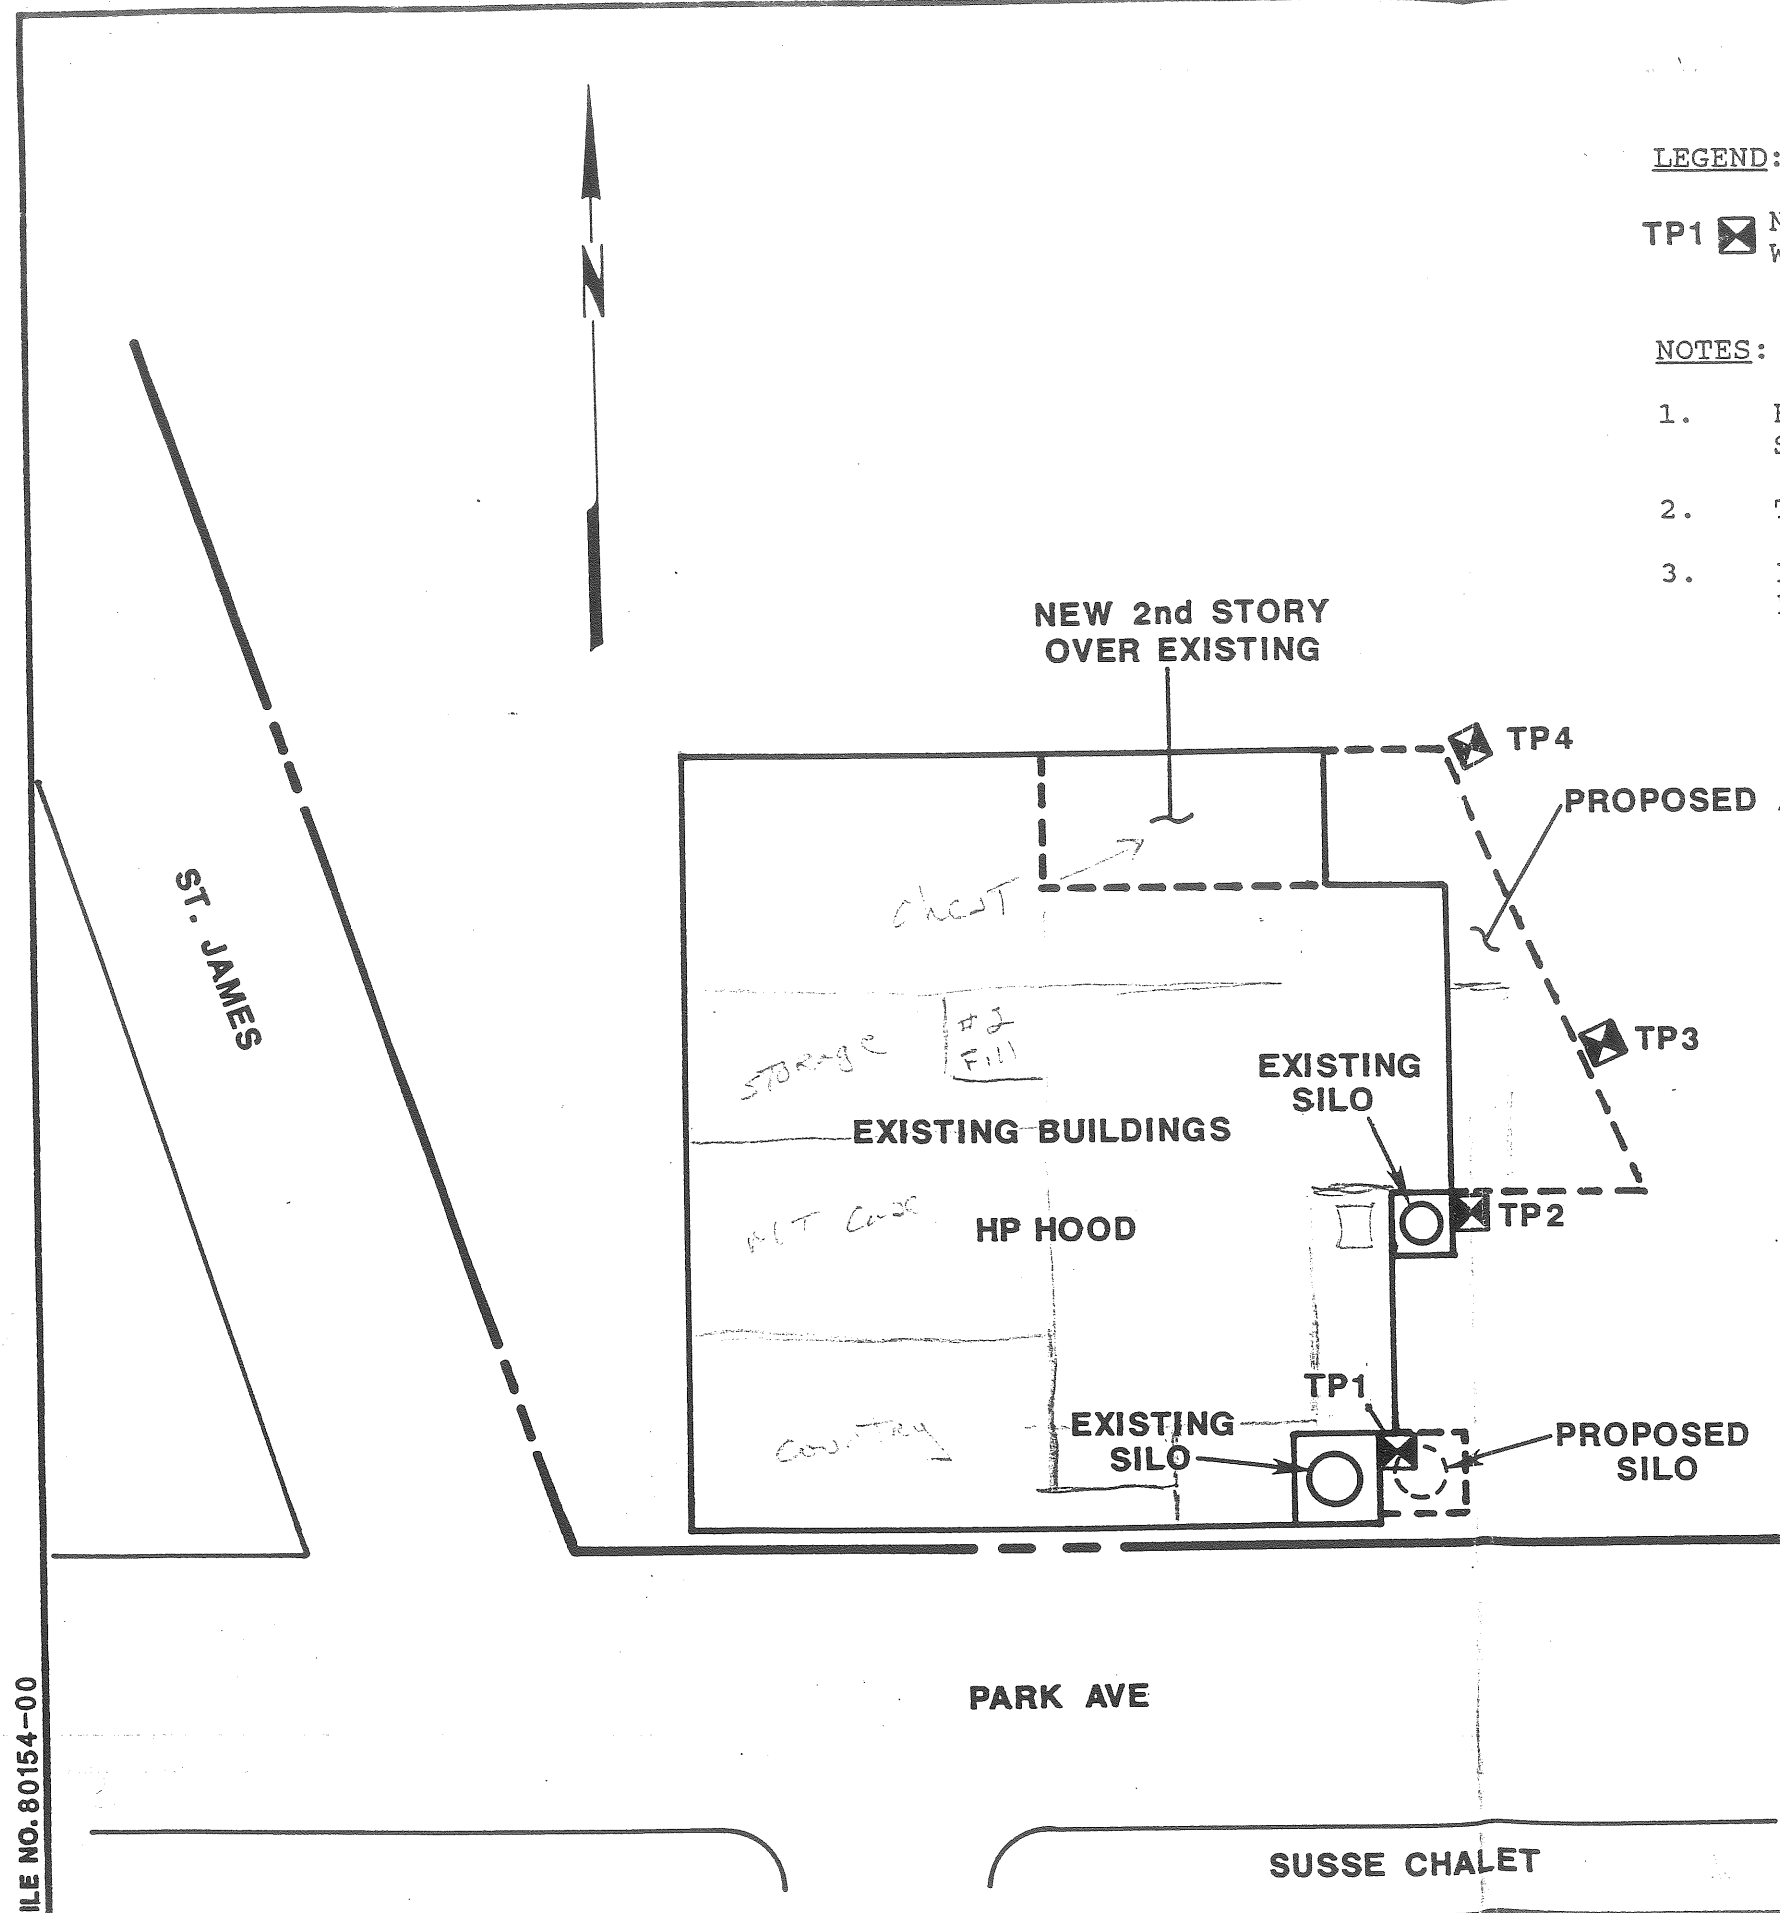 LEGEND:
TP1
NOTES:
1.
2.
3.
NEW 2nd STORY
OVER EXISTING
TP4
PROPOSED
ST. JAMES
STORAGE
#2
Fill
TP3
EXISTING
SILO
EXISTING BUILDINGS
HP HOOD
TP2
TP1
EXISTING
SILO
PROPOSED
SILO
COUNTRY
PARK AVE
SUSSE CHALET
ILE NO. 80154-00